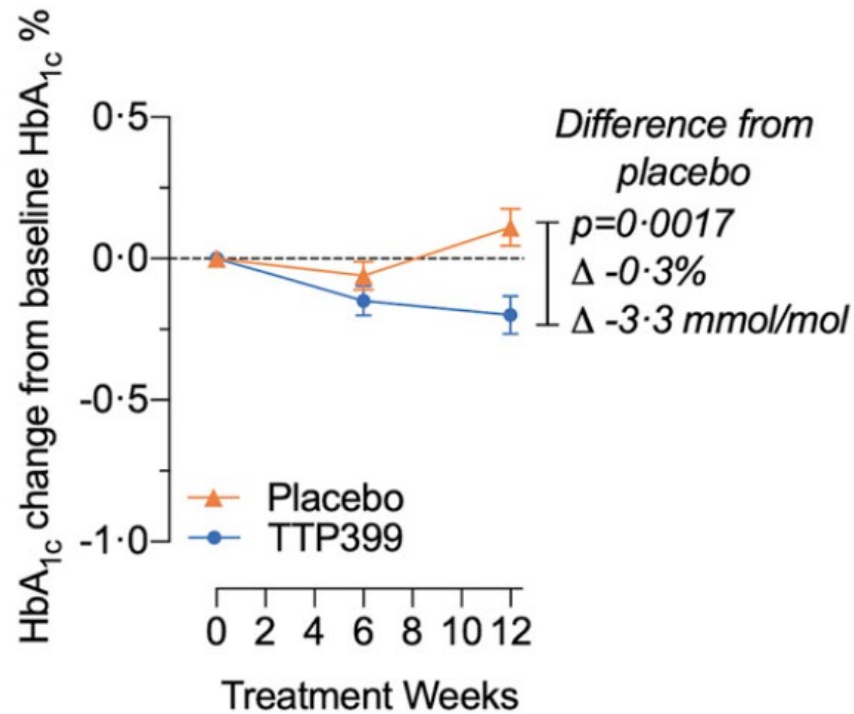 HbA1c change from baseline HbA1c %
0·5
0·0
-0·5
-1·0
Difference from
placebo
p=0·0017
Δ -0·3%
Δ -3·3 mmol/mol
Placebo
TTP399
0 2 4 6 8 10 12
Treatment Weeks